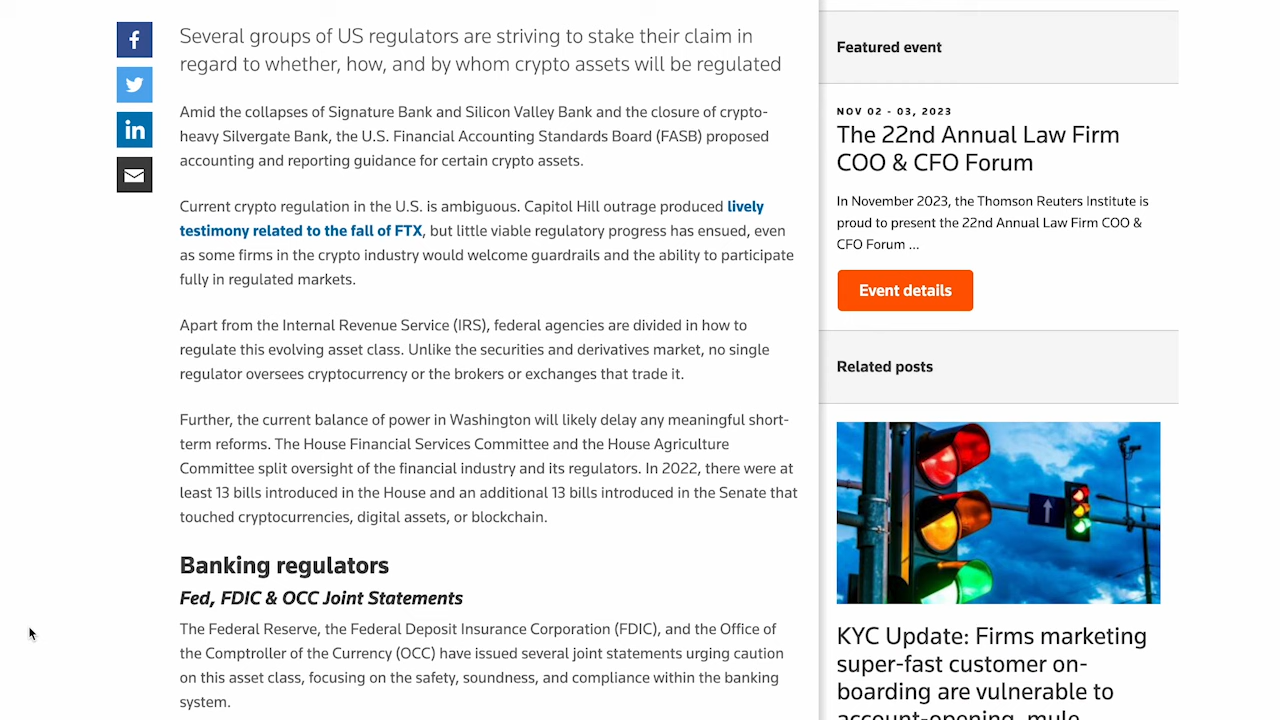 Several groups of US regulators are striving to stake their claim in
regard to whether, how, and by whom crypto assets will be regulated
Amid the collapses of Signature Bank and Silicon Valley Bank and the closure of crypto-
heavy Silvergate Bank, the U.S. Financial Accounting Standards Board (FASB) proposed
accounting and reporting guidance for certain crypto assets.
Current crypto regulation in the U.S. is ambiguous. Capitol Hill outrage produced lively
testimony related to the fall of FTX, but little viable regulatory progress has ensued, even
as some firms in the crypto industry would welcome guardrails and the ability to participate
fully in regulated markets.
Apart from the Internal Revenue Service (IRS), federal agencies are divided in how to
regulate this evolving asset class. Unlike the securities and derivatives market, no single
regulator oversees cryptocurrency or the brokers or exchanges that trade it.
Further, the current balance of power in Washington will likely delay any meaningful short-
term reforms. The House Financial Services Committee and the House Agriculture
Committee split oversight of the financial industry and its regulators. In 2022, there were at
least 13 bills introduced in the House and an additional 13 bills introduced in the Senate that
touched cryptocurrencies, digital assets, or blockchain.
Banking regulators
Fed, FDIC & OCC Joint Statements
The Federal Reserve, the Federal Deposit Insurance Corporation (FDIC), and the Office of
the Comptroller of the Currency (OCC) have issued several joint statements urging caution
on this asset class, focusing on the safety, soundness, and compliance within the banking
system.
Featured event
NOV 02 - 03, 2023
The 22nd Annual Law Firm
COO & CFO Forum
In November 2023, the Thomson Reuters Institute is
proud to present the 22nd Annual Law Firm COO &
CFO Forum ...
Event details
Related posts
KYC Update: Firms marketing
super-fast customer on-
boarding are vulnerable to
account-opening, mule